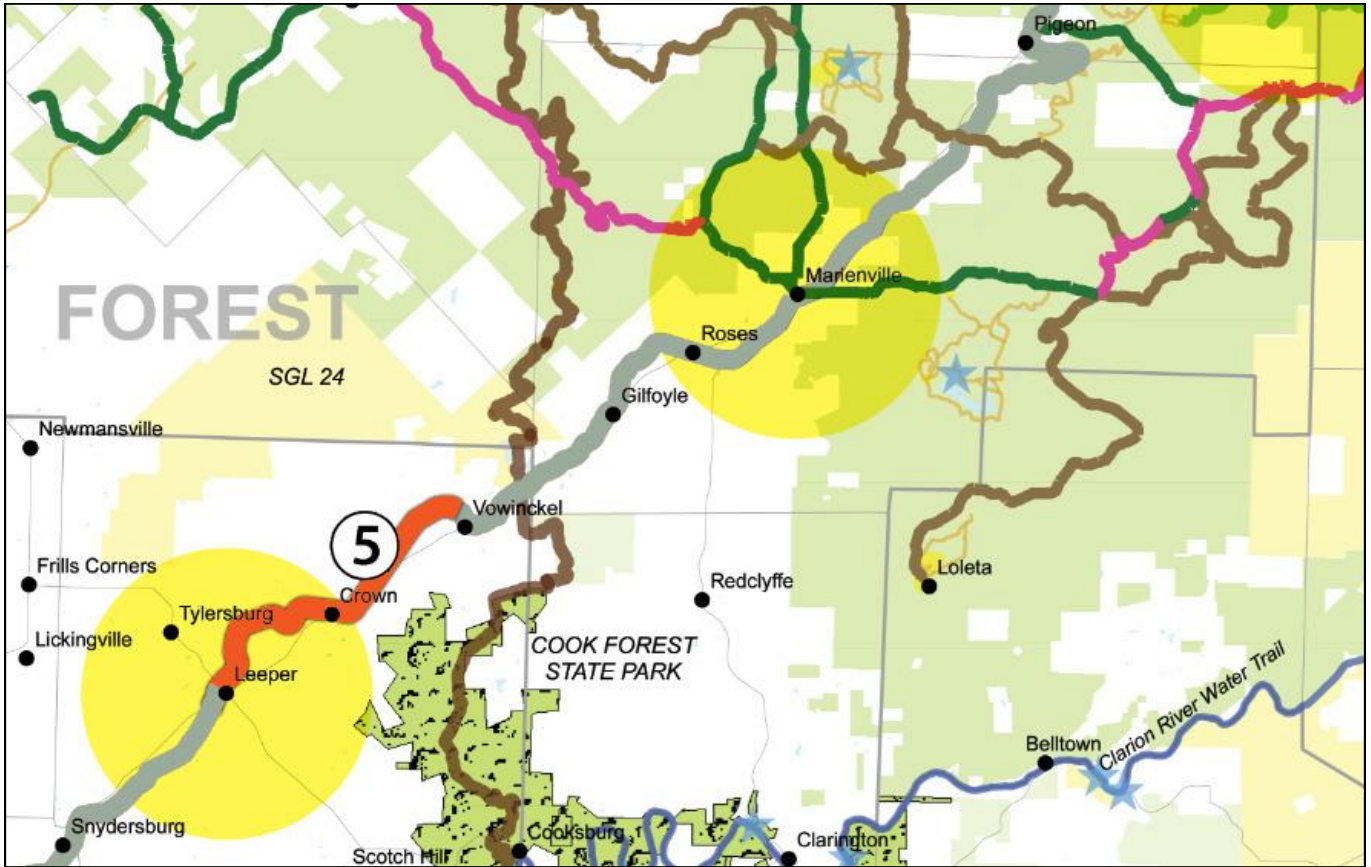 Pigeon
Marienville
FOREST
Roses
SGL 24
Gilfoyle
Newmansville
Vowinckel
5
Frills Corners
Crown
Loleta
Redclyffe
Tylersburg
COOK FOREST
STATE PARK
Lickingville
Leeper
Clarion River Water Trail
Belltown
Snydersburg
Cooksburg
Clarington
Scotch Hill